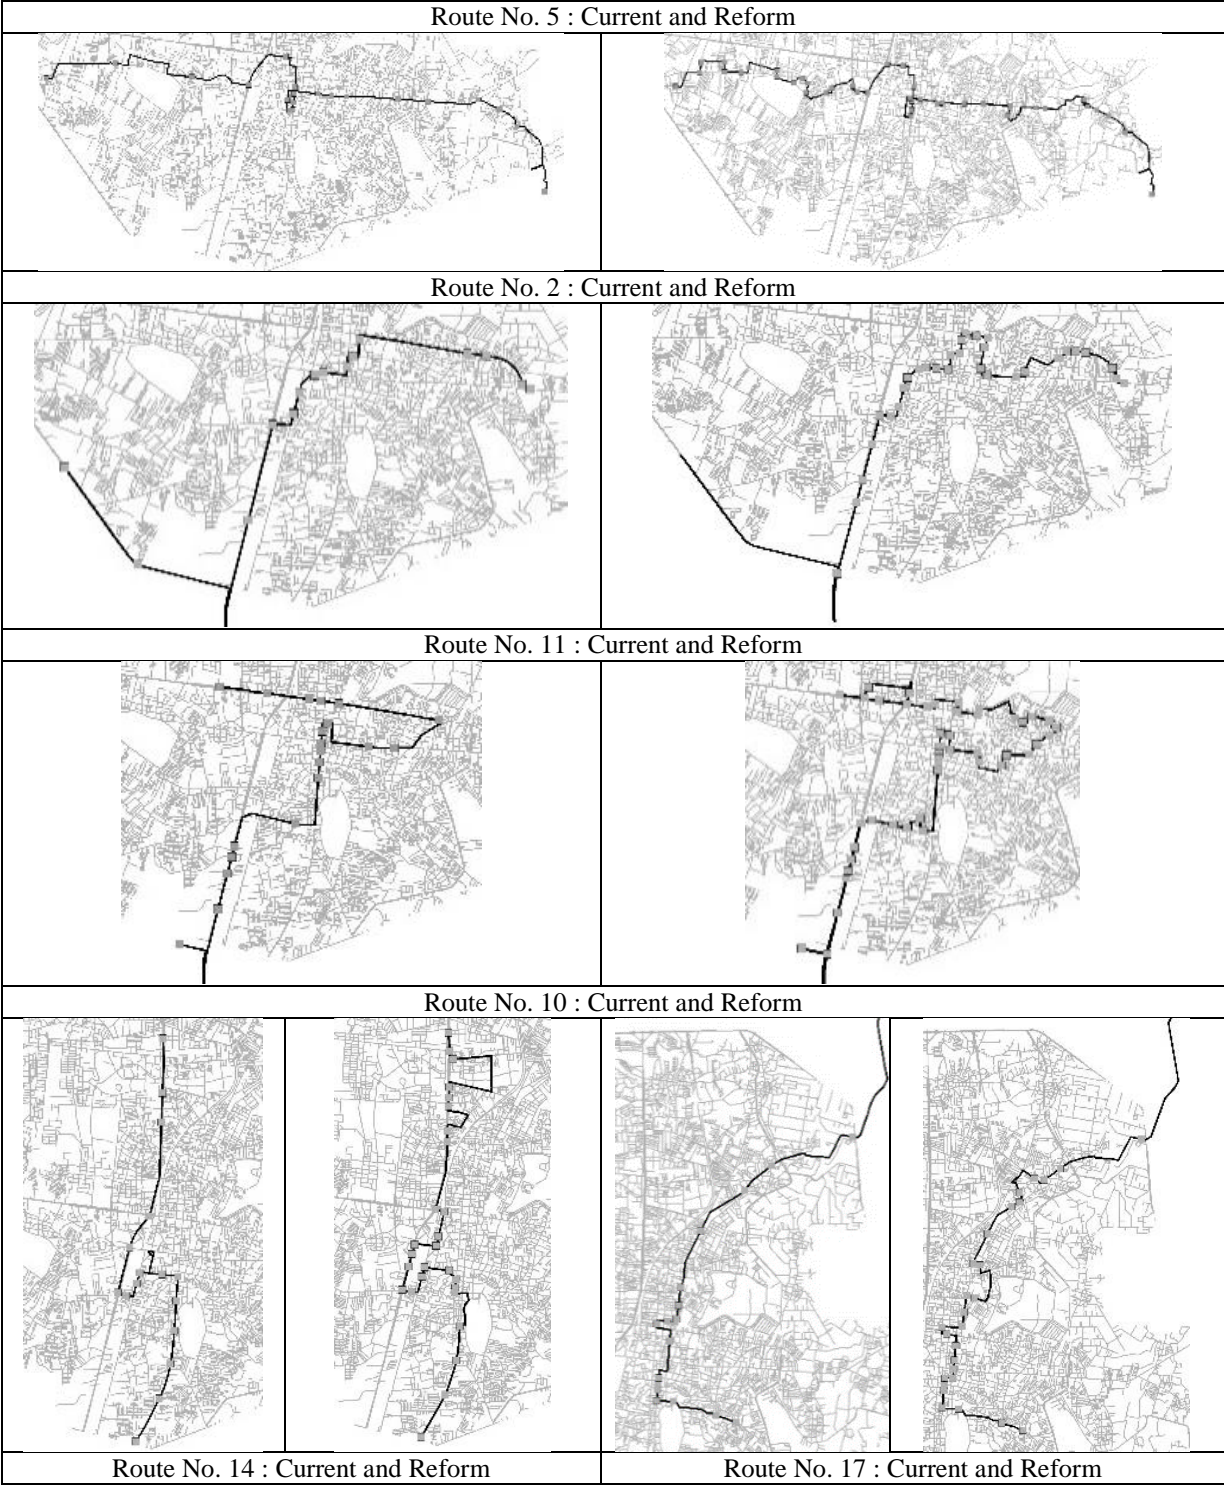 Route No. 5 : Current and Reform
Route No. 2 : Current and Reform
Route No. 11 : Current and Reform
Route No. 10 : Current and Reform
Route No. 14 : Current and Reform
Route No. 17 : Current and Reform